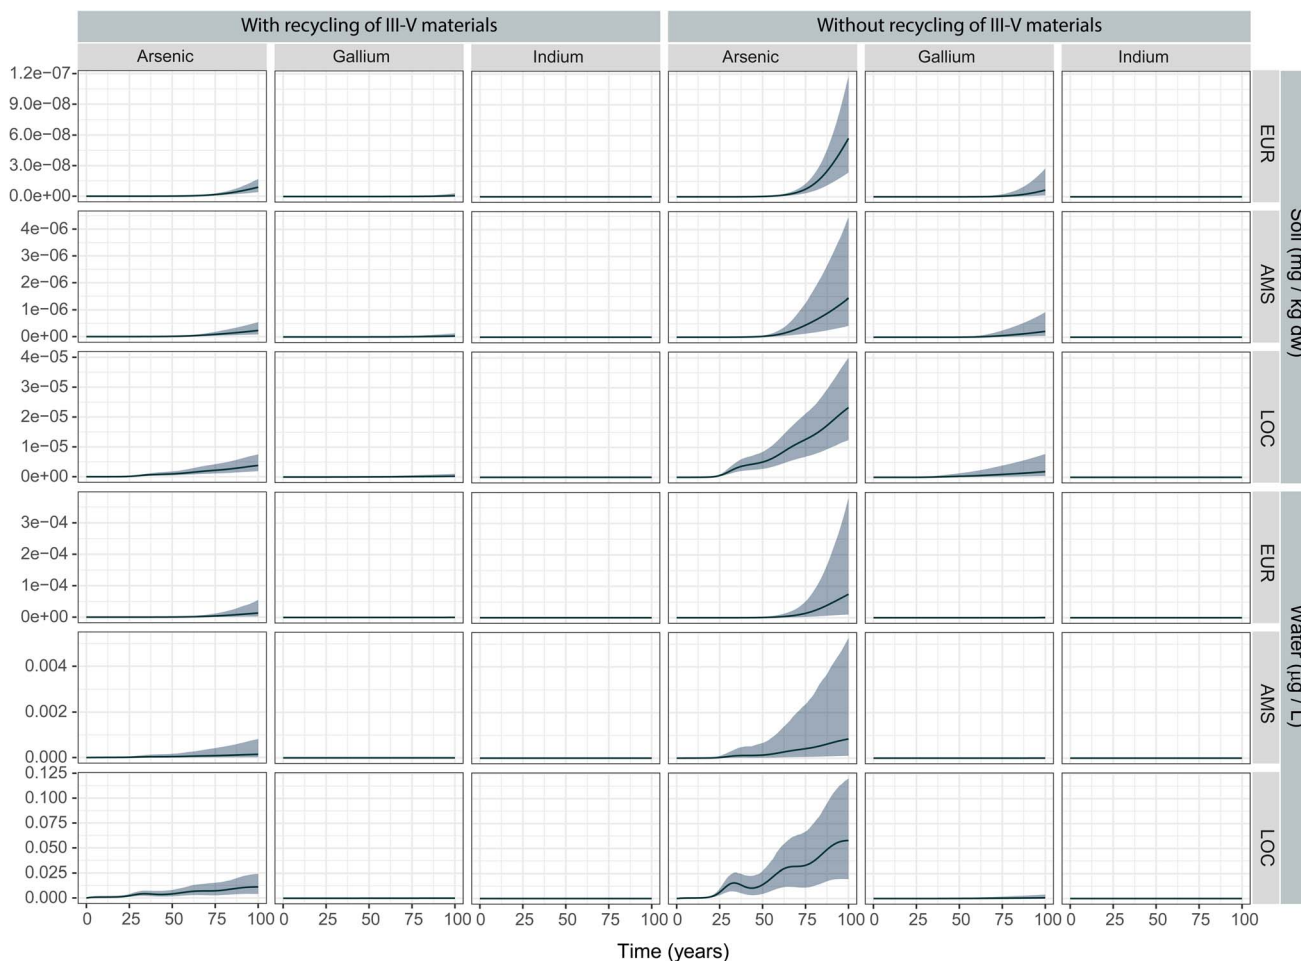 With recycling of III-V materials Without recycling of III-V materials
Arsenic Gallium Indium Arsenic Gallium Indium
1.2e−07
9.0e−08
6.0e−08
3.0e−08
0.0e+00
EUR
4e−06
3e−06
2e−06
1e−06
0e+00
AMS
Soil (mg / kg dw)
4e−05
3e−05
2e−05
1e−05
0e+00
LOC
3e−04
2e−04
1e−04
0e+00
EUR
0.004
0.002
0.000
AMS
Water (µg / L)
0.125
0.100
0.075
0.050
0.025
0.000
LOC
0 25 50 75 100 0 25 50 75 100 0 25 50 75 100 0 25 50 75 100 0 25 50 75 100 0 25 50 75 100
Time (years)